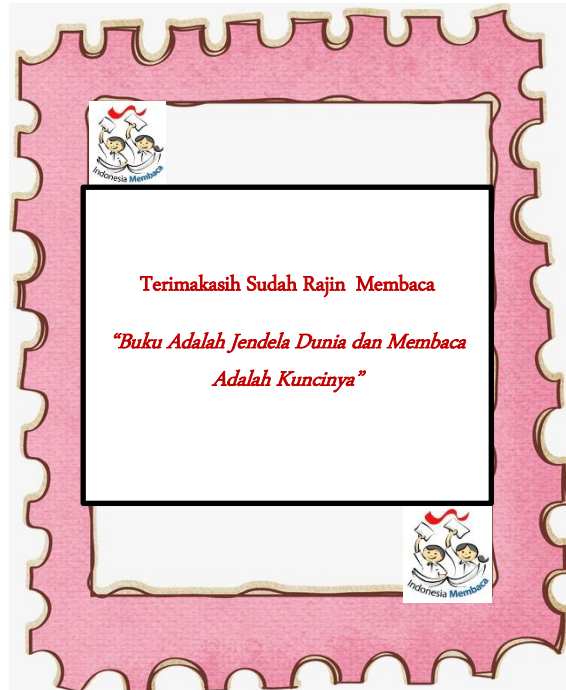 Indonesia Membaca
Terimakasih Sudah Rajin Membaca
“Buku Adalah Jendela Dunia dan Membaca
Adalah Kuncinya”
Indonesia Membaca